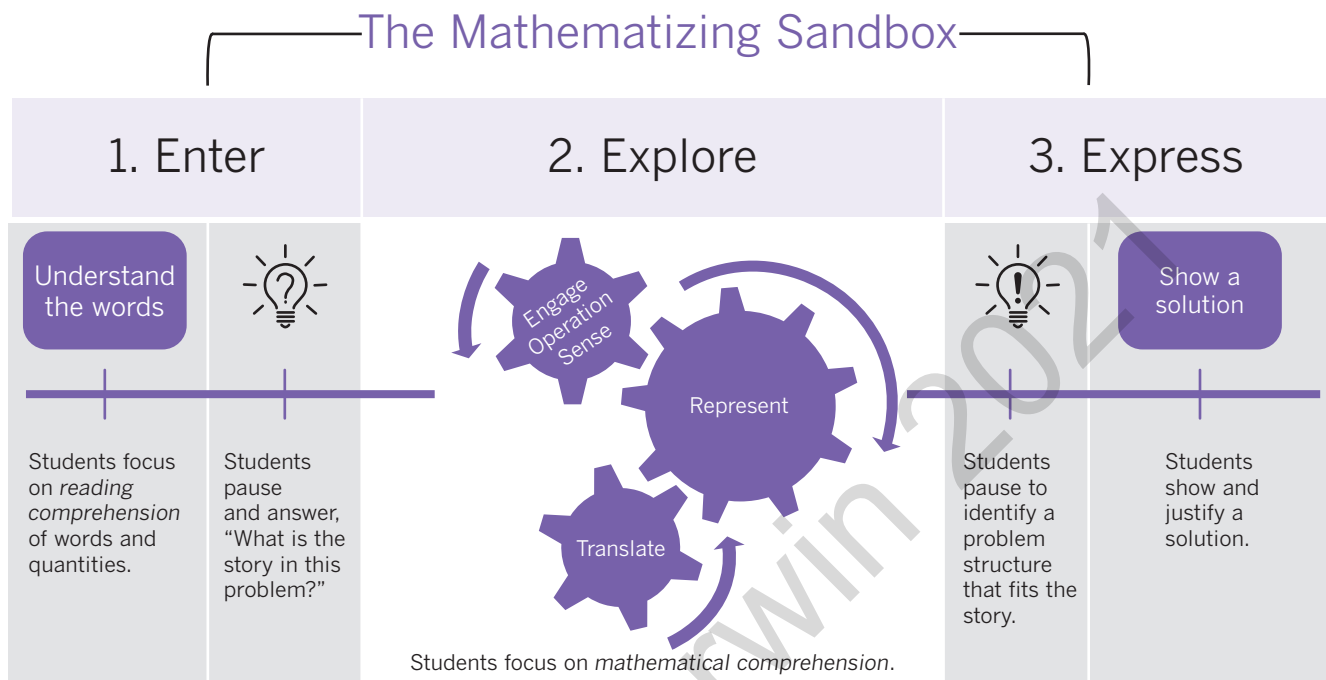 The Mathematizing Sandbox
1. Enter
2. Explore
3. Express
Understand
the words
?
Students focus
on reading
comprehension
of words and
quantities.
Students
pause
and answer,
“What is the
story in this
problem?”
Engage
Operation
Sense
Represent
Translate
Students focus on mathematical comprehension.
!
Students
pause to
identify a
problem
structure
that fits the
story.
Show a
solution
Students
show and
justify a
solution.
rwin 2021